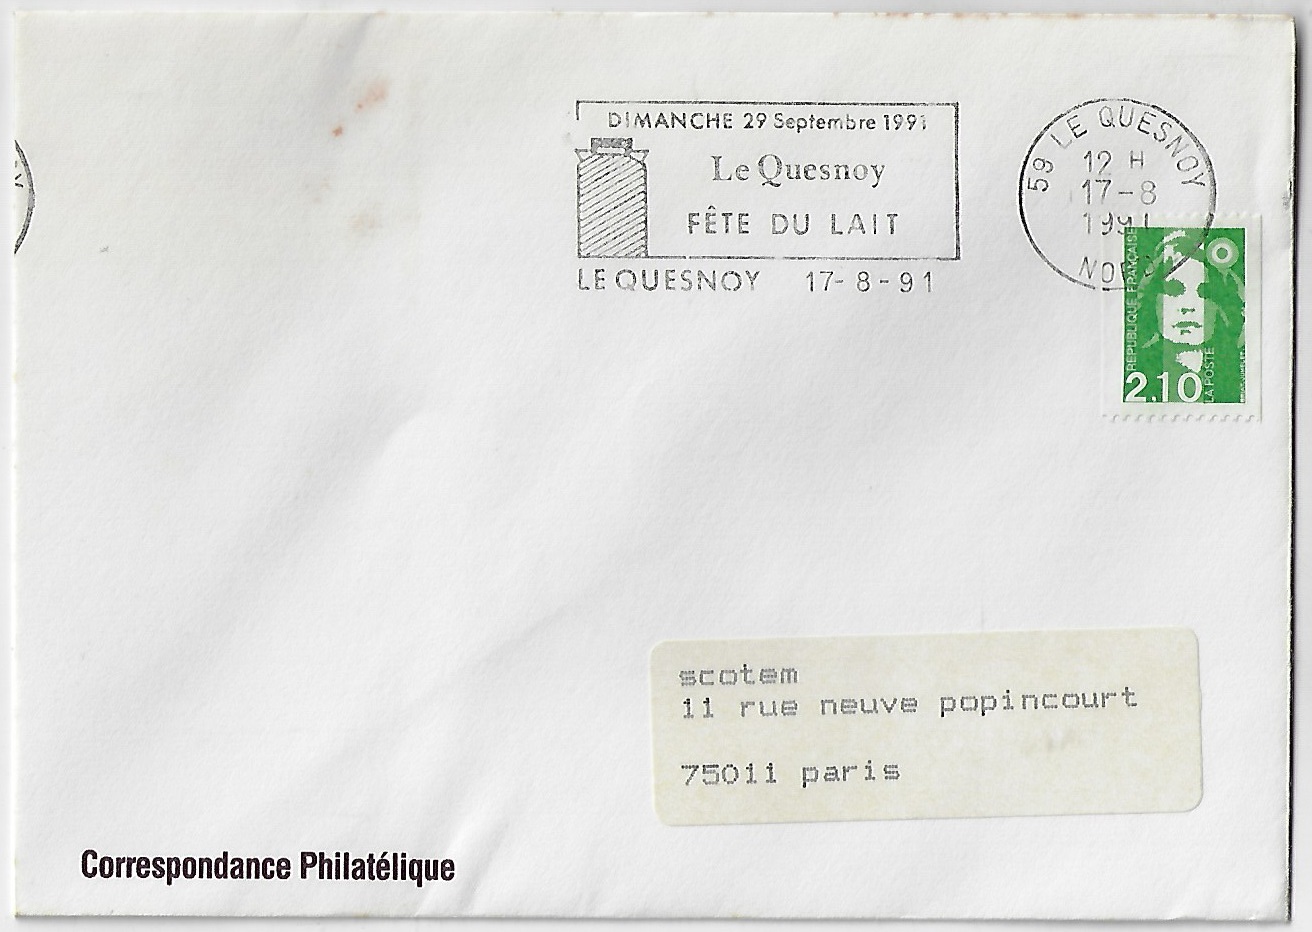 DIMANCHE 29 Septembre 1991
Le Quesnoy
FÊTE DU LAIT
LE QUESNOY 17-8-91
59 LE QUESNOY
12 H
17-8
1991
REPUBLIQUE FRANÇAISE
LA POSTE
2,10
scotem
11 rue neuve popincourt
75011 paris
Correspondance Philatélique